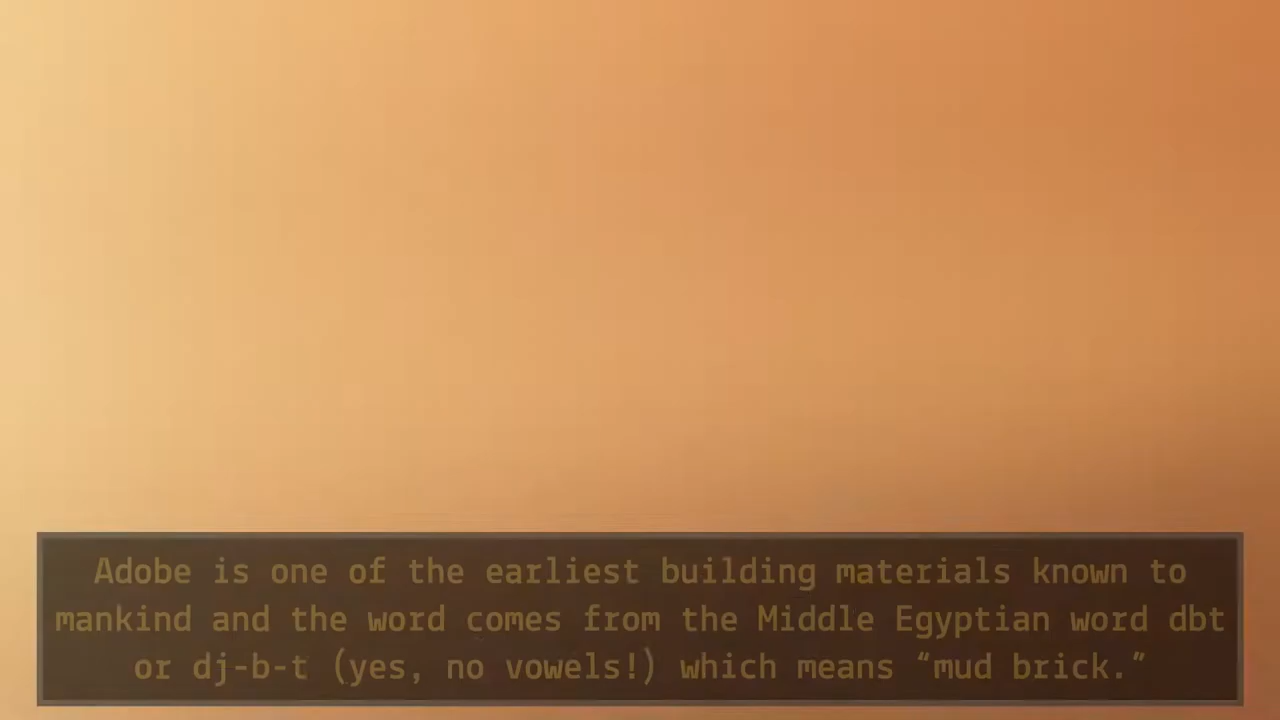 Adobe is one of the earliest building materials known to
mankind and the word comes from the Middle Egyptian word dbt
or dj-b-t (yes, no vowels!) which means “mud brick.”